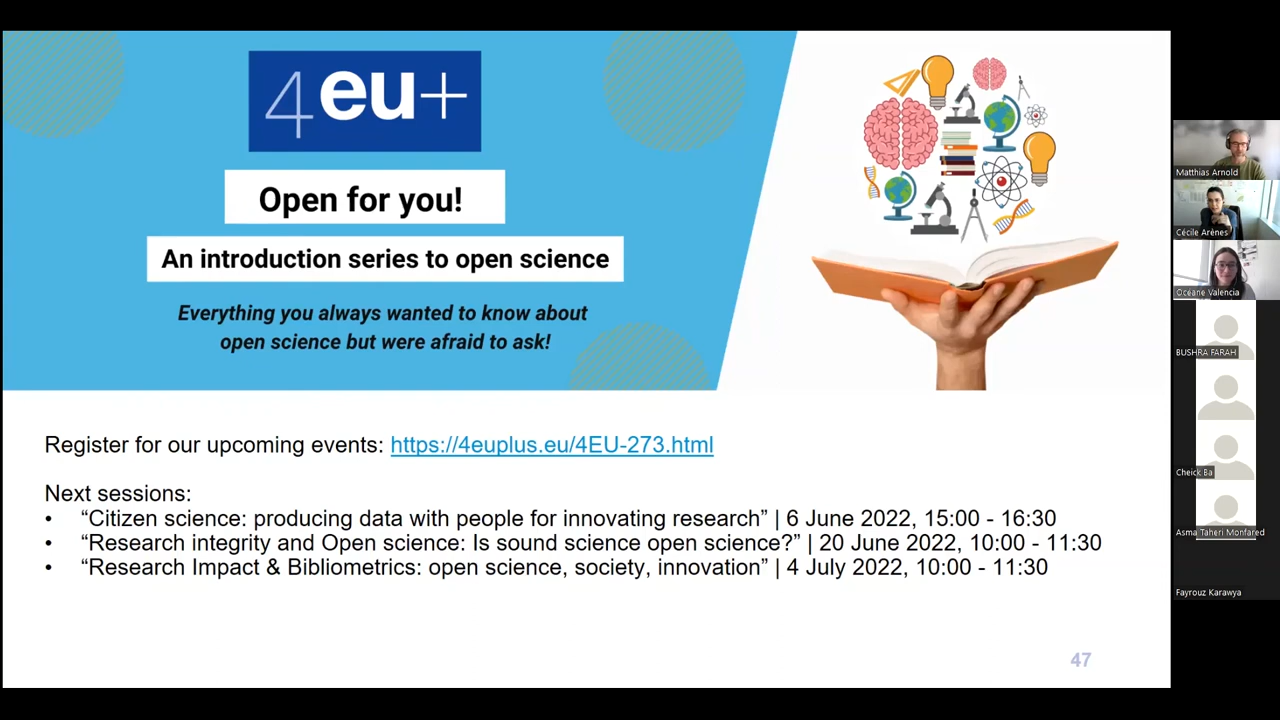 4eu+
Open for you!
An introduction series to open science
Everything you always wanted to know about
open science but were afraid to ask!
Register for our upcoming events: https://4euplus.eu/4EU-273.html
Next sessions:
• “Citizen science: producing data with people for innovating research” | 6 June 2022, 15:00 - 16:30
• “Research integrity and Open science: Is sound science open science?” | 20 June 2022, 10:00 - 11:30
• “Research Impact & Bibliometrics: open science, society, innovation” | 4 July 2022, 10:00 - 11:30
47
Matthias Arnold
Cécile Arènes
Océane Valencia
BUSHRA FARAH
Cheick Ba
Asma Taheri Monfared
Fayrouz Karawya